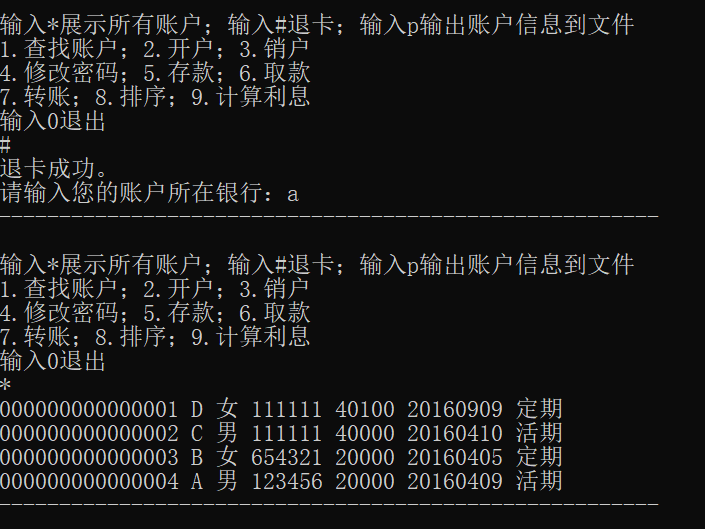 输入*展示所有账户；输入#退卡；输入p输出账户信息到文件
1.查找账户；2.开户；3.销户
4.修改密码；5.存款；6.取款
7.转账；8.排序；9.计算利息
输入0退出
#
退卡成功。
请输入您的账户所在银行：a
-------------------------------------------------------
输入*展示所有账户；输入#退卡；输入p输出账户信息到文件
1.查找账户；2.开户；3.销户
4.修改密码；5.存款；6.取款
7.转账；8.排序；9.计算利息
输入0退出
*
000000000000001 D 女 111111 40100 20160909 定期
000000000000002 C 男 111111 40000 20160410 活期
000000000000003 B 女 654321 20000 20160405 定期
000000000000004 A 男 123456 20000 20160409 活期
-------------------------------------------------------